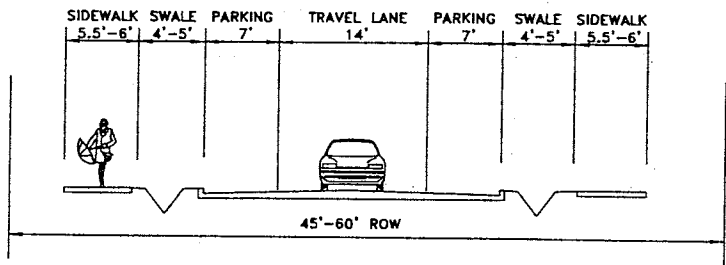 SIDEWALK SWALE PARKING TRAVEL LANE PARKING SWALE SIDEWALK
5.5'-6' 4'-5' 7' 14' 7' 4'-5' 5.5'-6'
45'-60' ROW